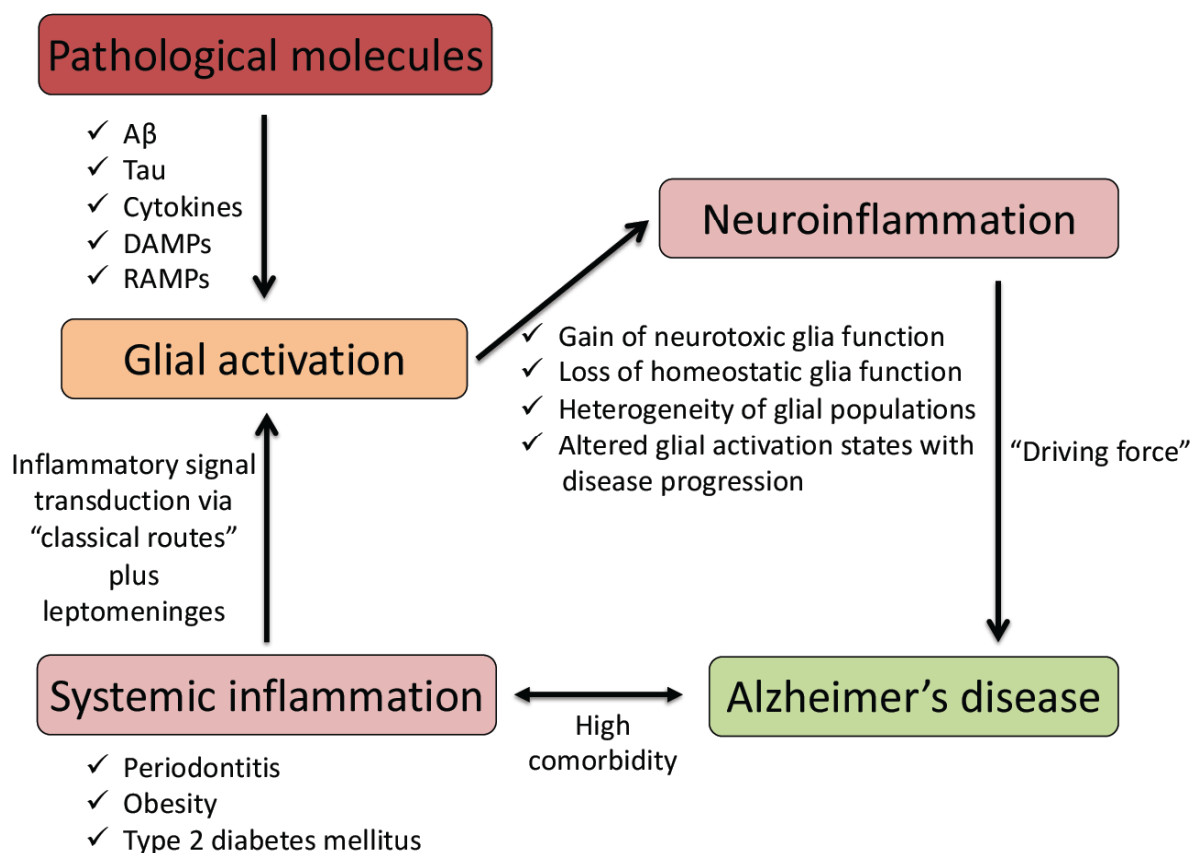 Pathological molecules
✓ Aβ
✓ Tau
✓ Cytokines
✓ DAMPs
✓ RAMPs
Neuroinflammation
Glial activation
✓ Gain of neurotoxic glia function
✓ Loss of homeostatic glia function
✓ Heterogeneity of glial populations
✓ Altered glial activation states with
disease progression
“Driving force”
Inflammatory signal
transduction via
“classical routes”
plus
leptomeninges
Systemic inflammation
High
comorbidity
Alzheimer’s disease
✓ Periodontitis
✓ Obesity
✓ Type 2 diabetes mellitus